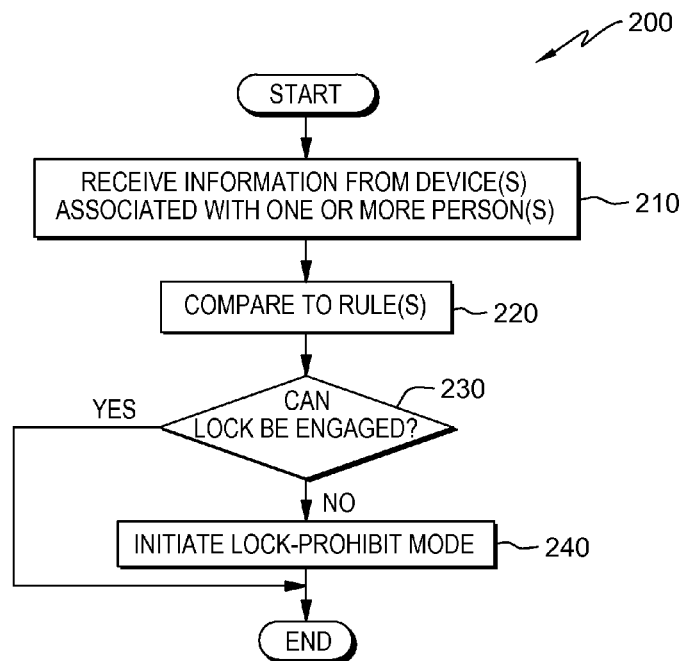 200
START
RECEIVE INFORMATION FROM DEVICE(S)
ASSOCIATED WITH ONE OR MORE PERSON(S)
210
COMPARE TO RULE(S)
220
230
YES
CAN
LOCK BE ENGAGED?
NO
INITIATE LOCK-PROHIBIT MODE
240
END